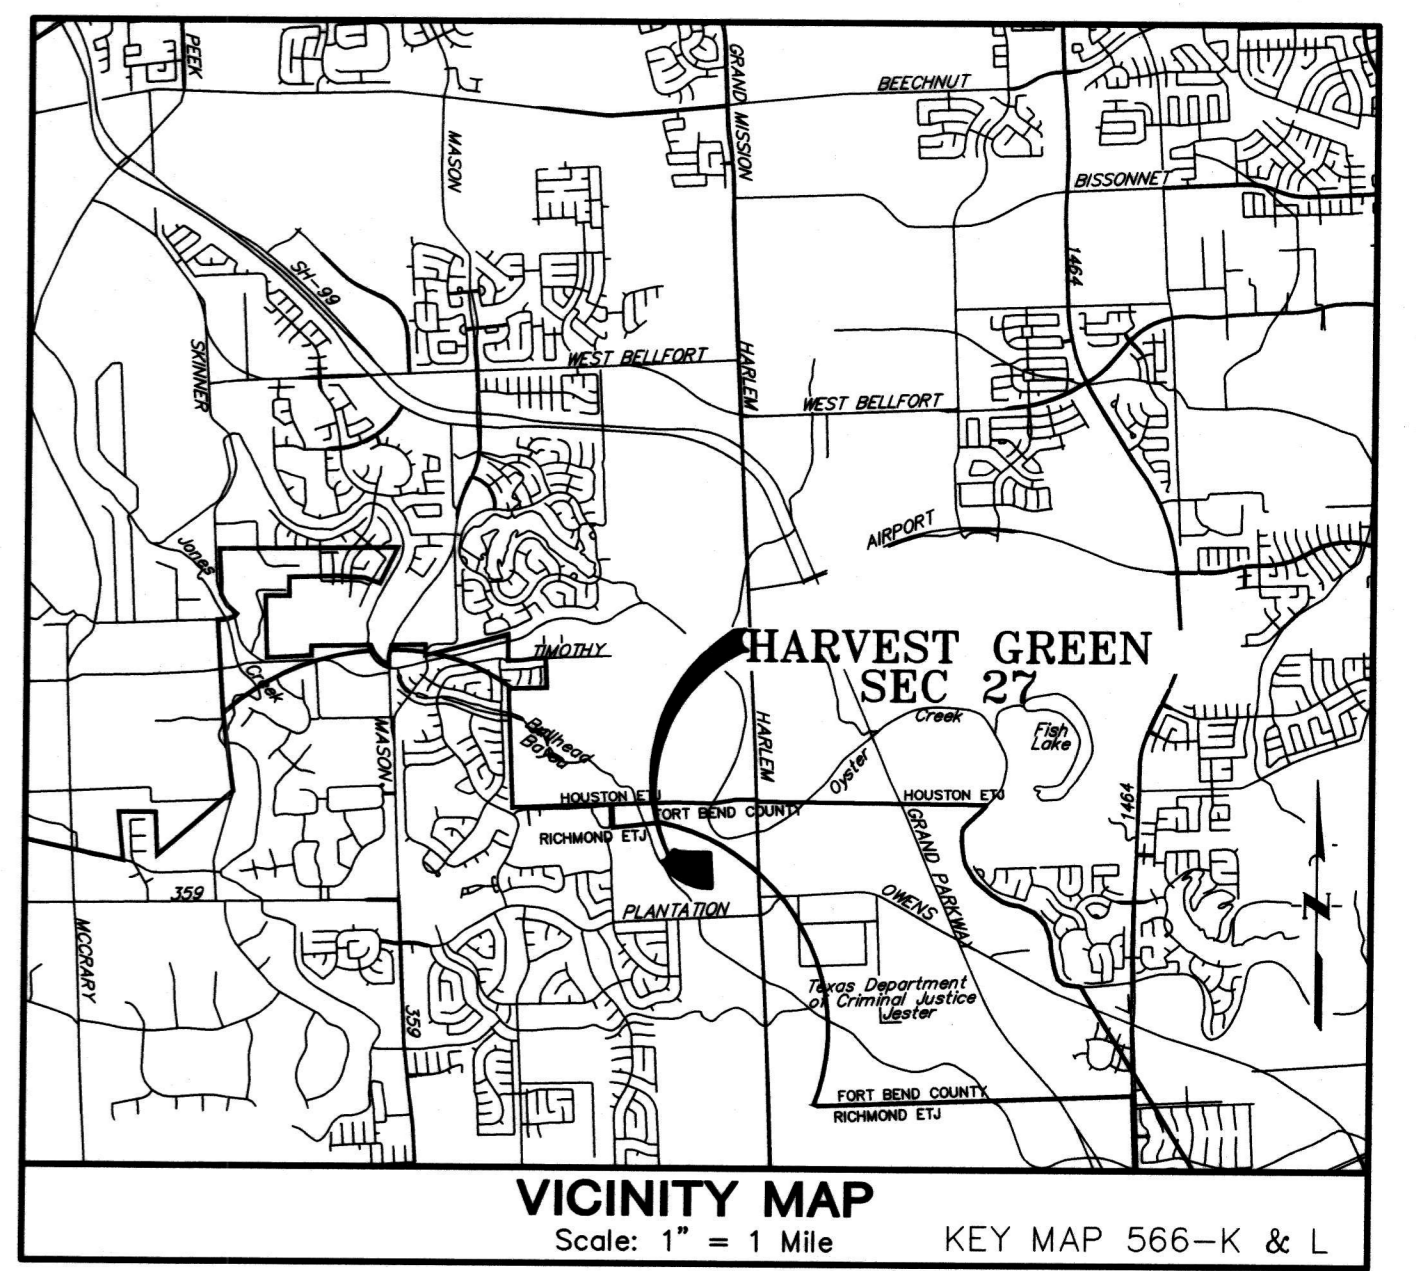 PEEK
MASON
GRAND MISSION
BEECHNUT
BISSONNET
SH-99
1464
SKINNER
WEST BELLFORT
HARLEM
WEST BELLFORT
AIRPORT
Jones
Creek
TIMOTHY
HARVEST GREEN
SEC 27
MASON
Bullhead
Bayou
HARLEM
Oyster
Creek
Fish
Lake
1464
HOUSTON ETJ
FORT BEND COUNTY
RICHMOND ETJ
HOUSTON ETJ
GRAND PARKWAY
359
MCCRARY
PLANTATION
OWENS
N
Texas Department
of Criminal Justice
Jester
359
FORT BEND COUNTY
RICHMOND ETJ
VICINITY MAP
Scale: 1" = 1 Mile
KEY MAP 566-K & L